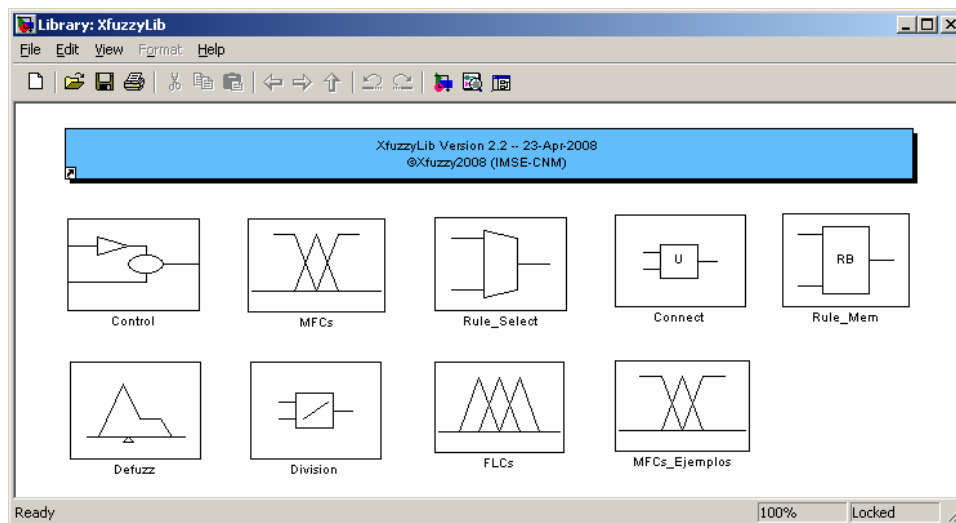 Library: XfuzzyLib
File Edit View Format Help
XfuzzyLib Version 2.2 -- 23-Apr-2008
©Xfuzzy2008 (IMSE-CNM)
U
RB
Control MFCs Rule_Select Connect Rule_Mem
Defuzz Division FLCs MFCs_Ejemplos
Ready 100% Locked